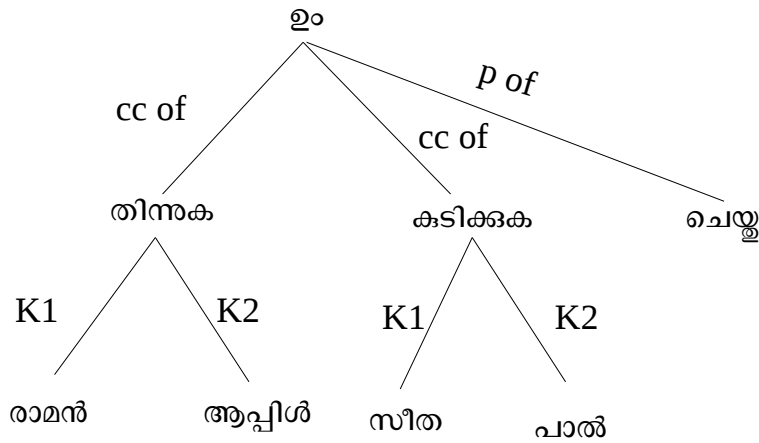 ഉം
cc of
cc of
p of
തിന്നുക
കുടിക്കുക
ചെയ്തു
K1
K2
K1
K2
രാമൻ
ആപ്പിൾ
സീത
പാൽ